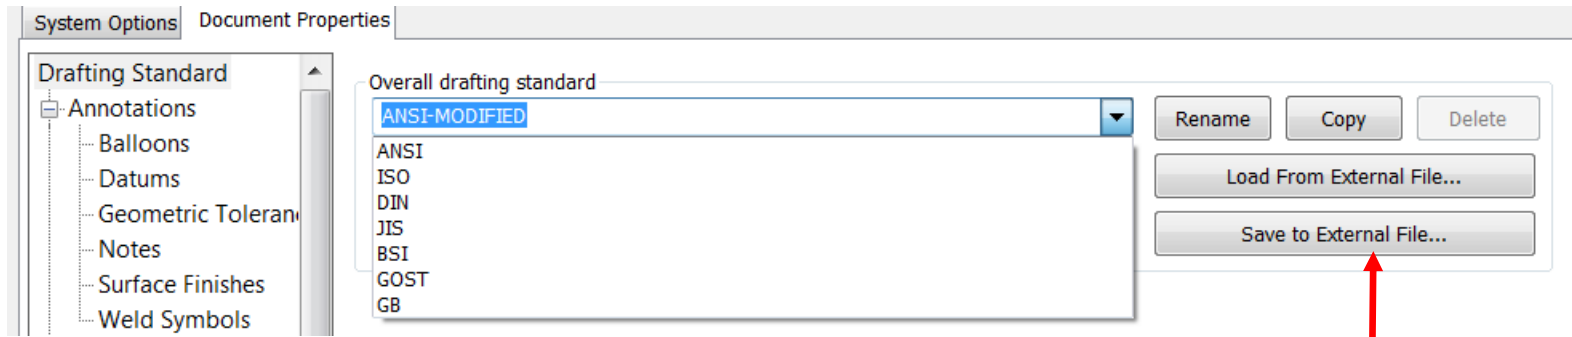 System Options Document Properties
Drafting Standard
Annotations
Balloons
Datums
Geometric Toleran
Notes
Surface Finishes
Weld Symbols
Overall drafting standard
ANSI-MODIFIED
ANSI
ISO
DIN
JIS
BSI
GOST
GB
Rename Copy Delete
Load From External File...
Save to External File...